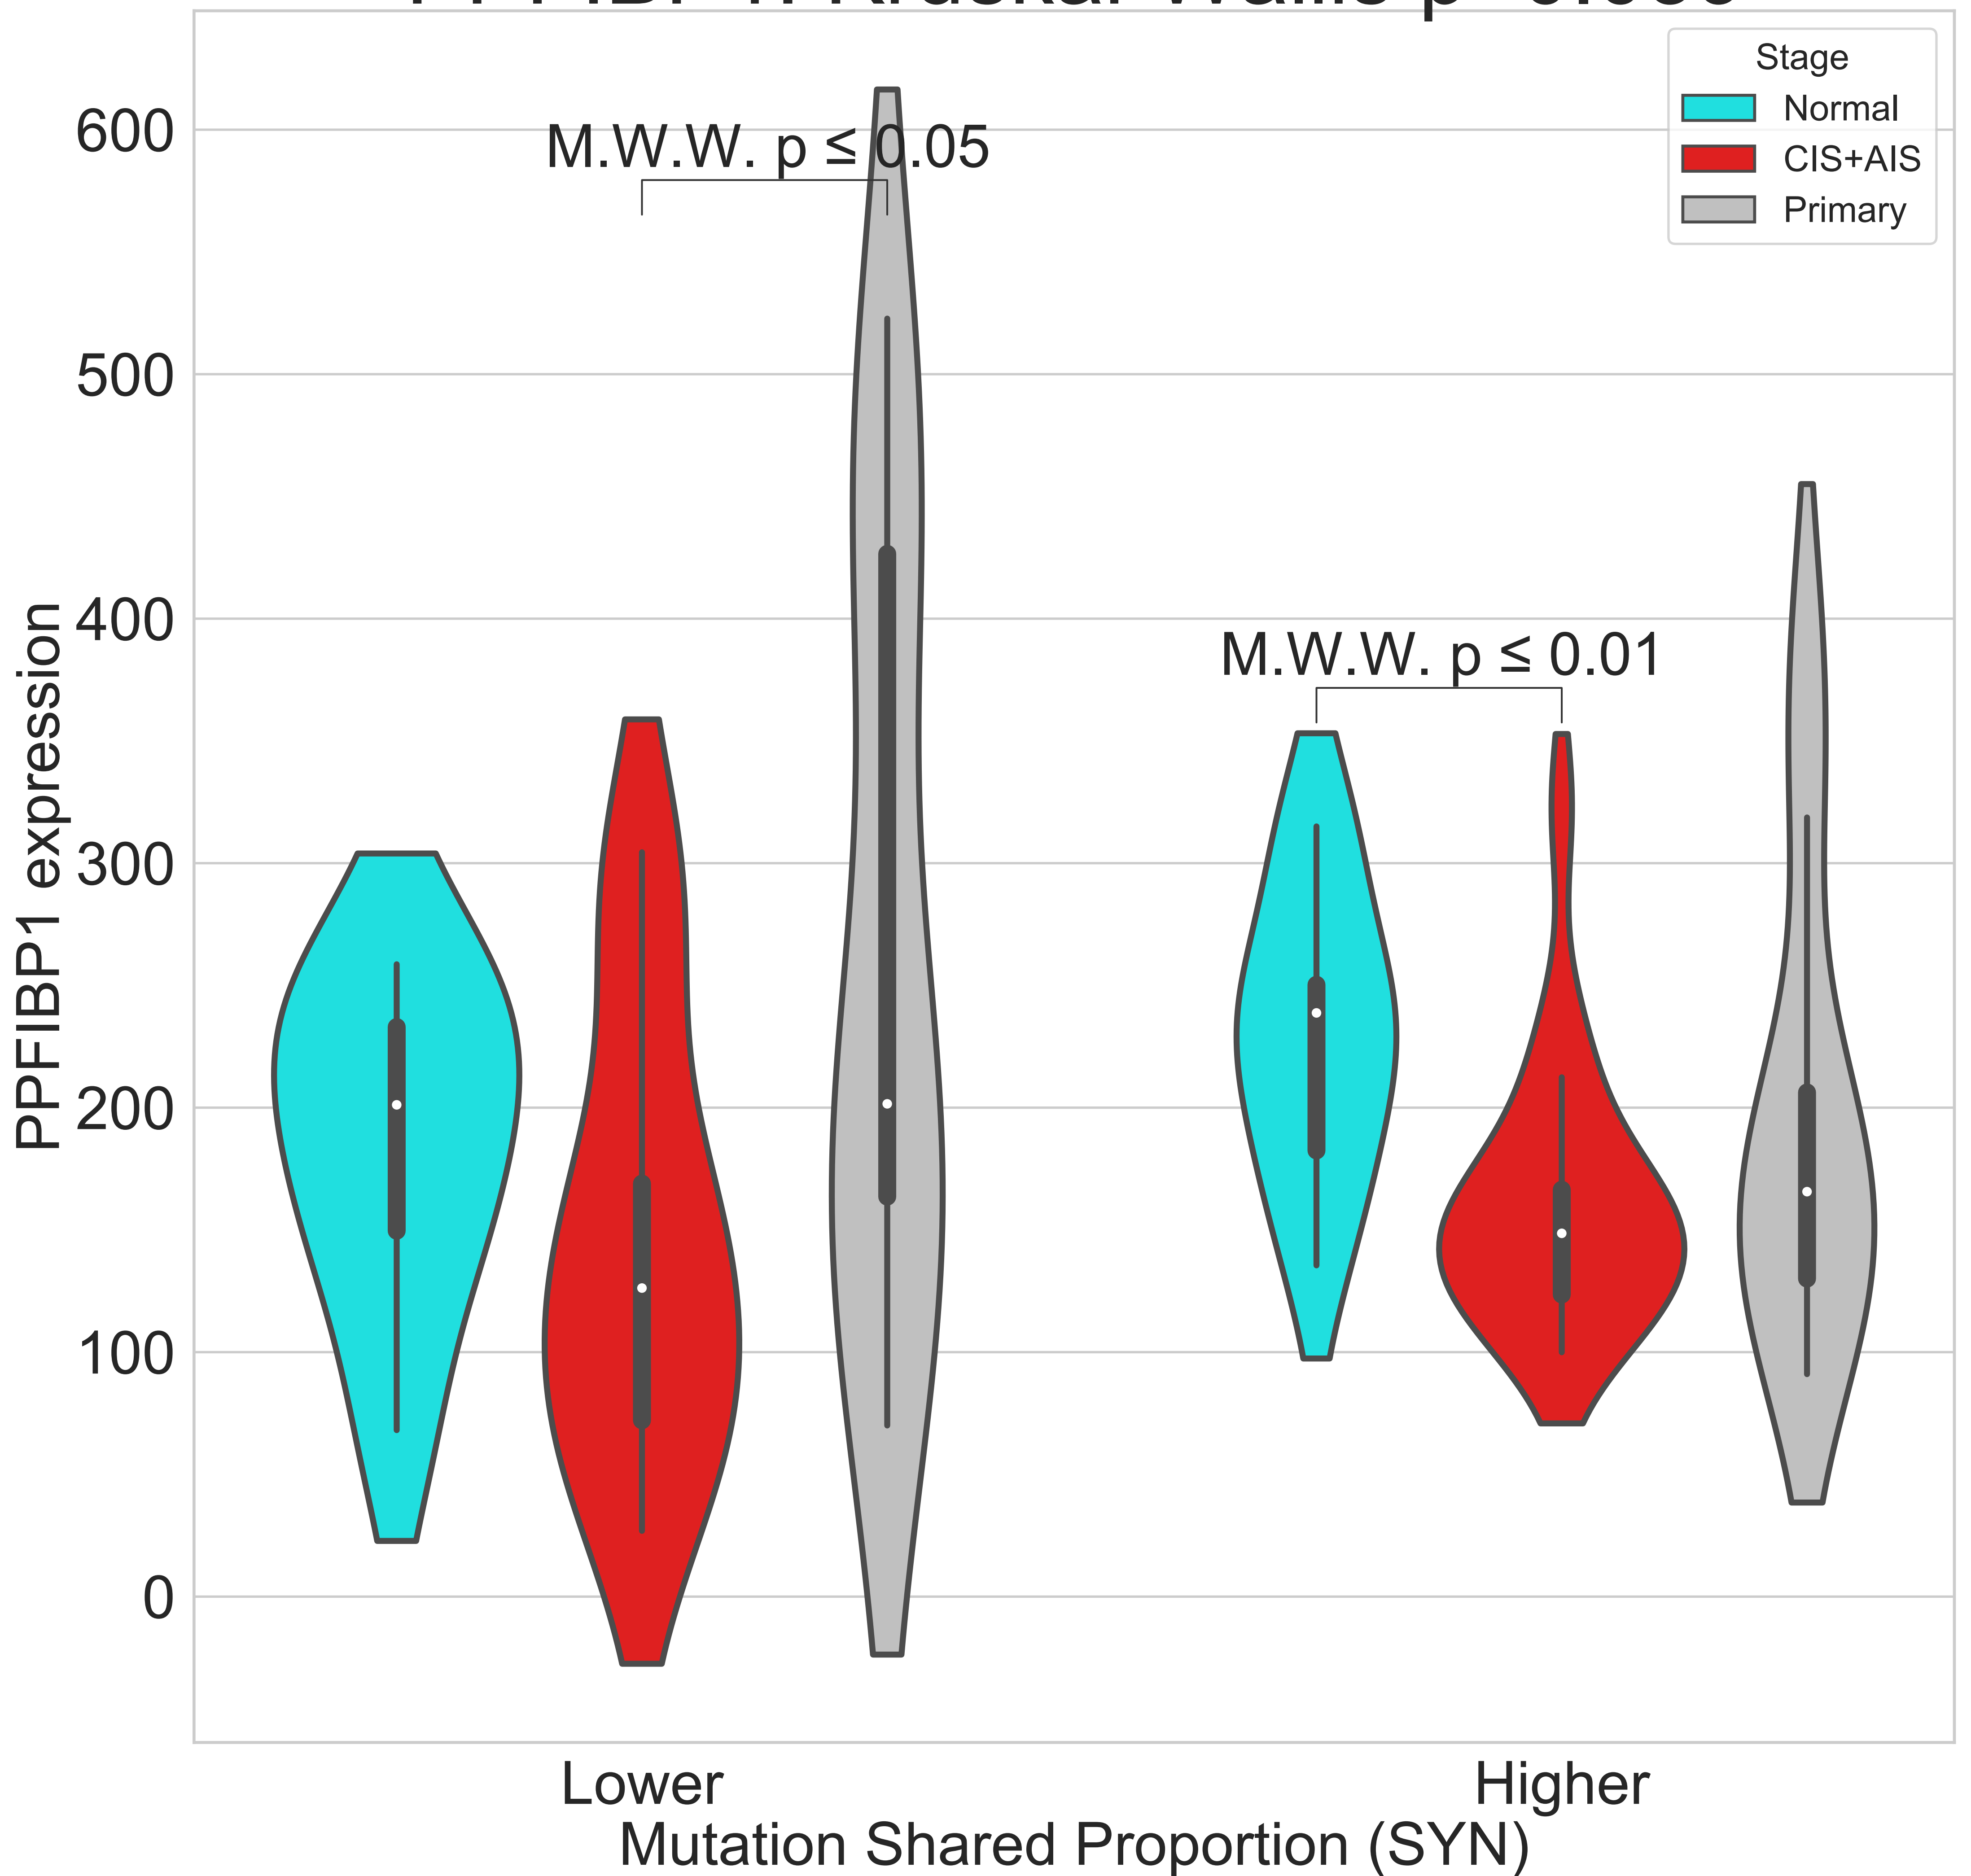 Stage
Normal
CIS+AIS
Primary
M.W.W. p ≤ 0.05
M.W.W. p ≤ 0.01
600
500
400
300
200
100
0
PPFIBP1 expression
Lower
Higher
Mutation Shared Proportion (SYN)